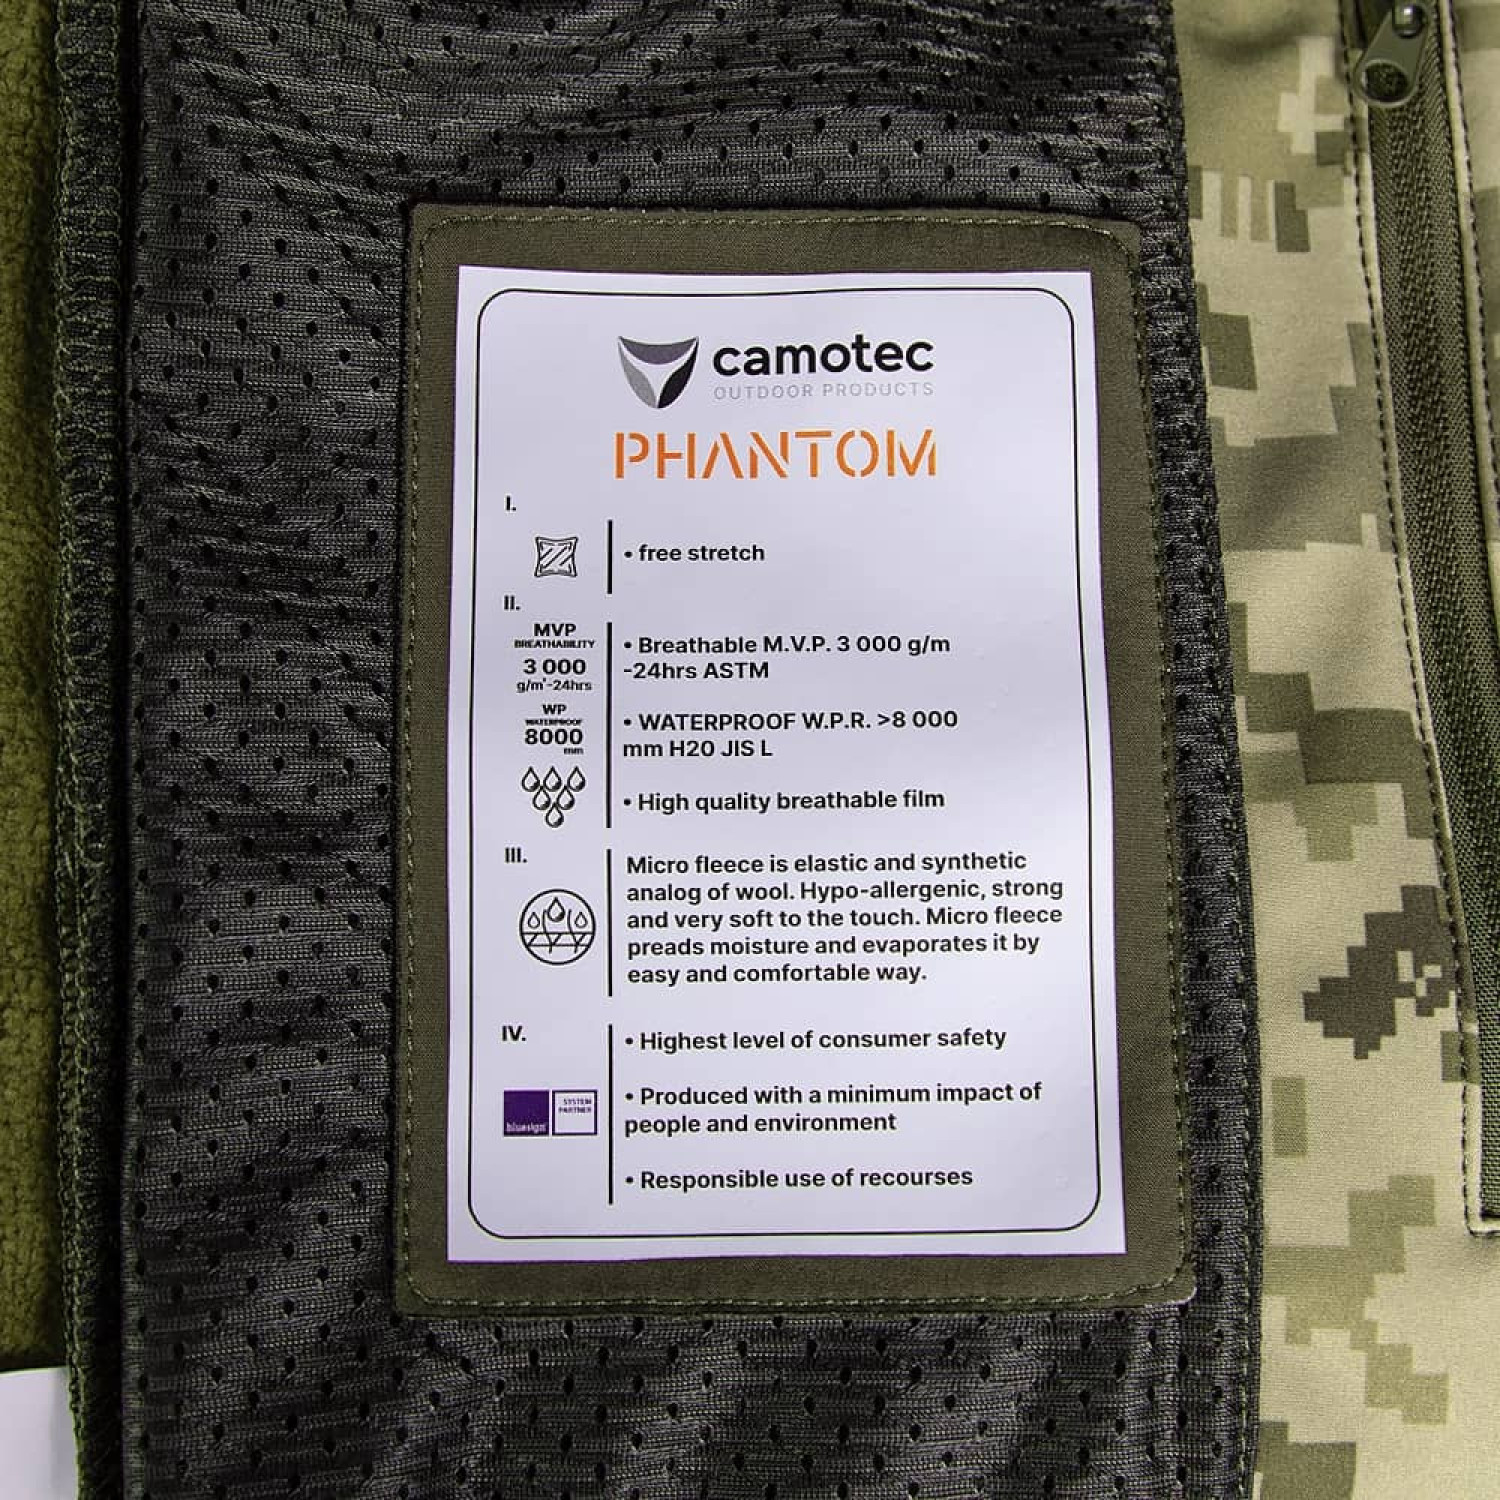 camotec
OUTDOOR PRODUCTS
PHANTOM
I.
• free stretch
II.
MVP
BREATHABILITY
3 000
g/m²-24hrs
• Breathable M.V.P. 3 000 g/m
-24hrs ASTM
WP
WATERPROOF
8000
mm
• WATERPROOF W.P.R. >8 000
mm H20 JIS L
• High quality breathable film
III.
Micro fleece is elastic and synthetic
analog of wool. Hypo-allergenic, strong
and very soft to the touch. Micro fleece
preads moisture and evaporates it by
easy and comfortable way.
IV.
• Highest level of consumer safety
bluesign
SYSTEM
PARTNER
• Produced with a minimum impact of
people and environment
• Responsible use of recourses